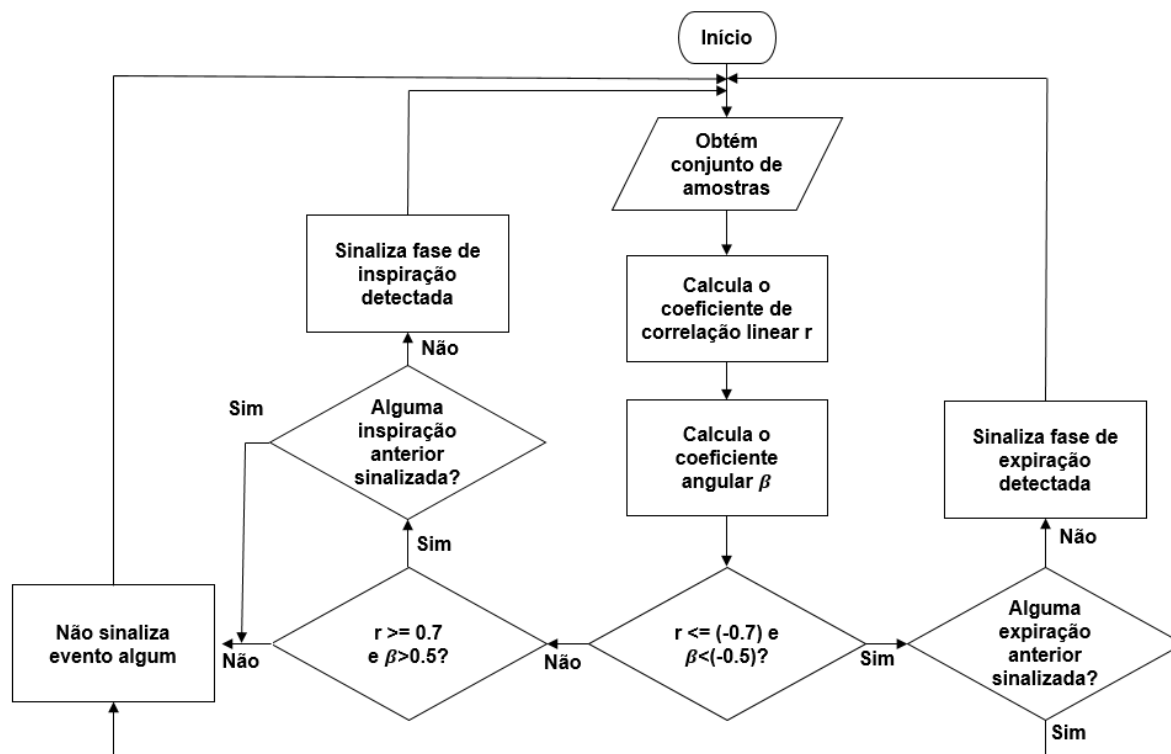 Início
Obtém
conjunto de
amostras
Sinaliza fase de
inspiração
detectada
Calcula o
coeficiente de
correlação linear r
Não
Sim
Alguma
inspiração
anterior
sinalizada?
Calcula o
coeficiente
angular β
Sinaliza fase de
expiração
detectada
Sim
Não
Não sinaliza
evento algum
Não
r >= 0.7
e β>0.5?
Não
r <= (-0.7) e
β<(-0.5)?
Sim
Alguma
expiração
anterior
sinalizada?
Sim